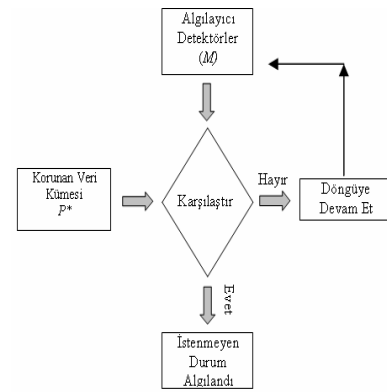 Algılayıcı
Detektörler
(M)
Korunan Veri
Kümesi
P*
Karşılaştır
Hayır
Döngüye
Devam Et
Evet
İstenmeyen
Durum
Algılandı